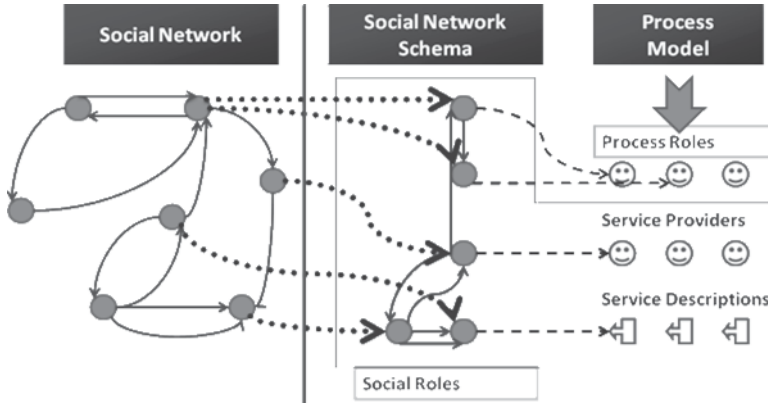 Social Network
Social Network
Schema
Process
Model
Process Roles
Service Providers
Service Descriptions
Social Roles